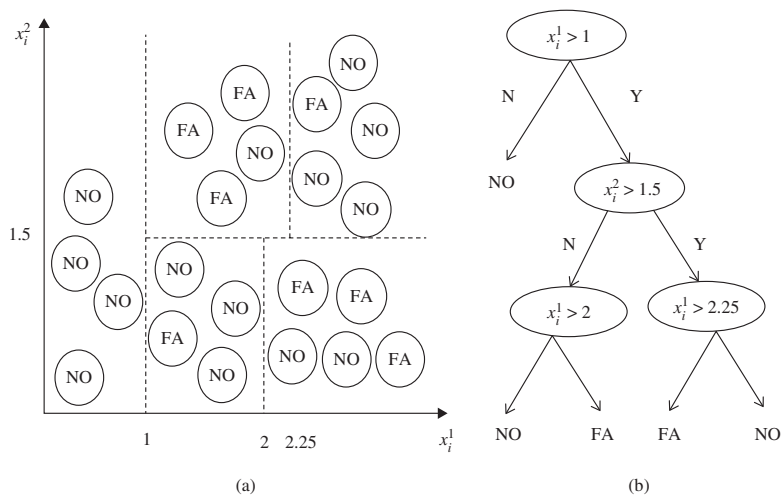 x_i^2
NO
FA
FA
FA
NO
NO
NO
FA
NO
NO
NO
1.5
NO
NO
NO
FA
FA
NO
FA
NO
NO
NO
FA
NO
1
2
2.25
x_i^1
(a)
x_i^1 > 1
N
Y
NO
x_i^2 > 1.5
N
Y
x_i^1 > 2
x_i^1 > 2.25
NO
FA
FA
NO
(b)